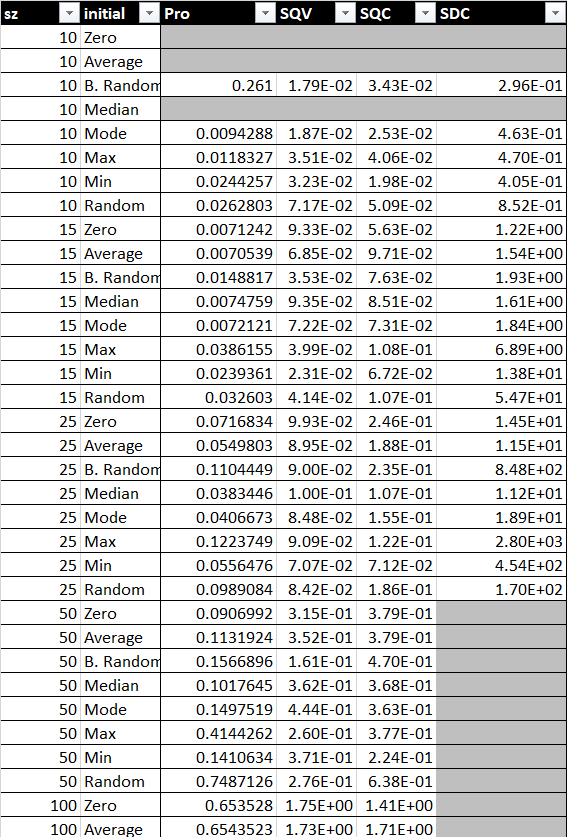 sz initial Pro SQV SQC SDC
10 Zero
10 Average
10 B. Random 0.261 1.79E-02 3.43E-02 2.96E-01
10 Median
10 Mode 0.0094288 1.87E-02 2.53E-02 4.63E-01
10 Max 0.0118327 3.51E-02 4.06E-02 4.70E-01
10 Min 0.0244257 3.23E-02 1.98E-02 4.05E-01
10 Random 0.0262803 7.17E-02 5.09E-02 8.52E-01
15 Zero 0.0071242 9.33E-02 5.63E-02 1.22E+00
15 Average 0.0070539 6.85E-02 9.71E-02 1.54E+00
15 B. Random 0.0148817 3.53E-02 7.63E-02 1.93E+00
15 Median 0.0074759 9.35E-02 8.51E-02 1.61E+00
15 Mode 0.0072121 7.22E-02 7.31E-02 1.84E+00
15 Max 0.0386155 3.99E-02 1.08E-01 6.89E+00
15 Min 0.0239361 2.31E-02 6.72E-02 1.38E+01
15 Random 0.032603 4.14E-02 1.07E-01 5.47E+01
25 Zero 0.0716834 9.93E-02 2.46E-01 1.45E+01
25 Average 0.0549803 8.95E-02 1.88E-01 1.15E+01
25 B. Random 0.1104449 9.00E-02 2.35E-01 8.48E+02
25 Median 0.0383446 1.00E-01 1.07E-01 1.12E+01
25 Mode 0.0406673 8.48E-02 1.55E-01 1.89E+01
25 Max 0.1223749 9.09E-02 1.22E-01 2.80E+03
25 Min 0.0556476 7.07E-02 7.12E-02 4.54E+02
25 Random 0.0989084 8.42E-02 1.86E-01 1.70E+02
50 Zero 0.0906992 3.15E-01 3.79E-01
50 Average 0.1131924 3.52E-01 3.79E-01
50 B. Random 0.1566896 1.61E-01 4.70E-01
50 Median 0.1017645 3.62E-01 3.68E-01
50 Mode 0.1497519 4.44E-01 3.63E-01
50 Max 0.4144262 2.60E-01 3.77E-01
50 Min 0.1410634 3.71E-01 2.24E-01
50 Random 0.7487126 2.76E-01 6.38E-01
100 Zero 0.653528 1.75E+00 1.41E+00
100 Average 0.6543523 1.73E+00 1.71E+00